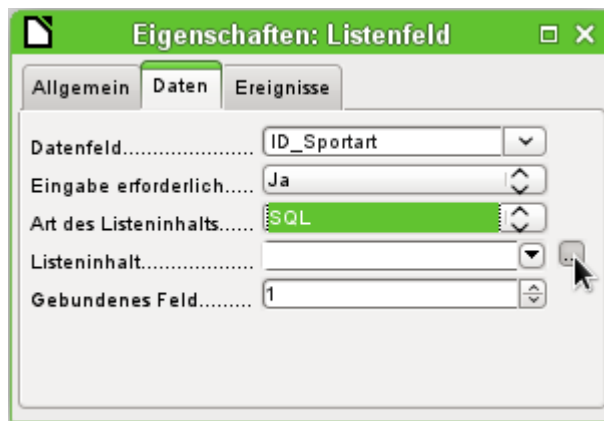 Eigenschaften: Listenfeld
Allgemein Daten Ereignisse
Datenfeld...................... ID_Sportart
Eingabe erforderlich..... Ja
Art des Listeninhalts...... SQL
Listeninhalt................... ...
Gebundenes Feld......... 1